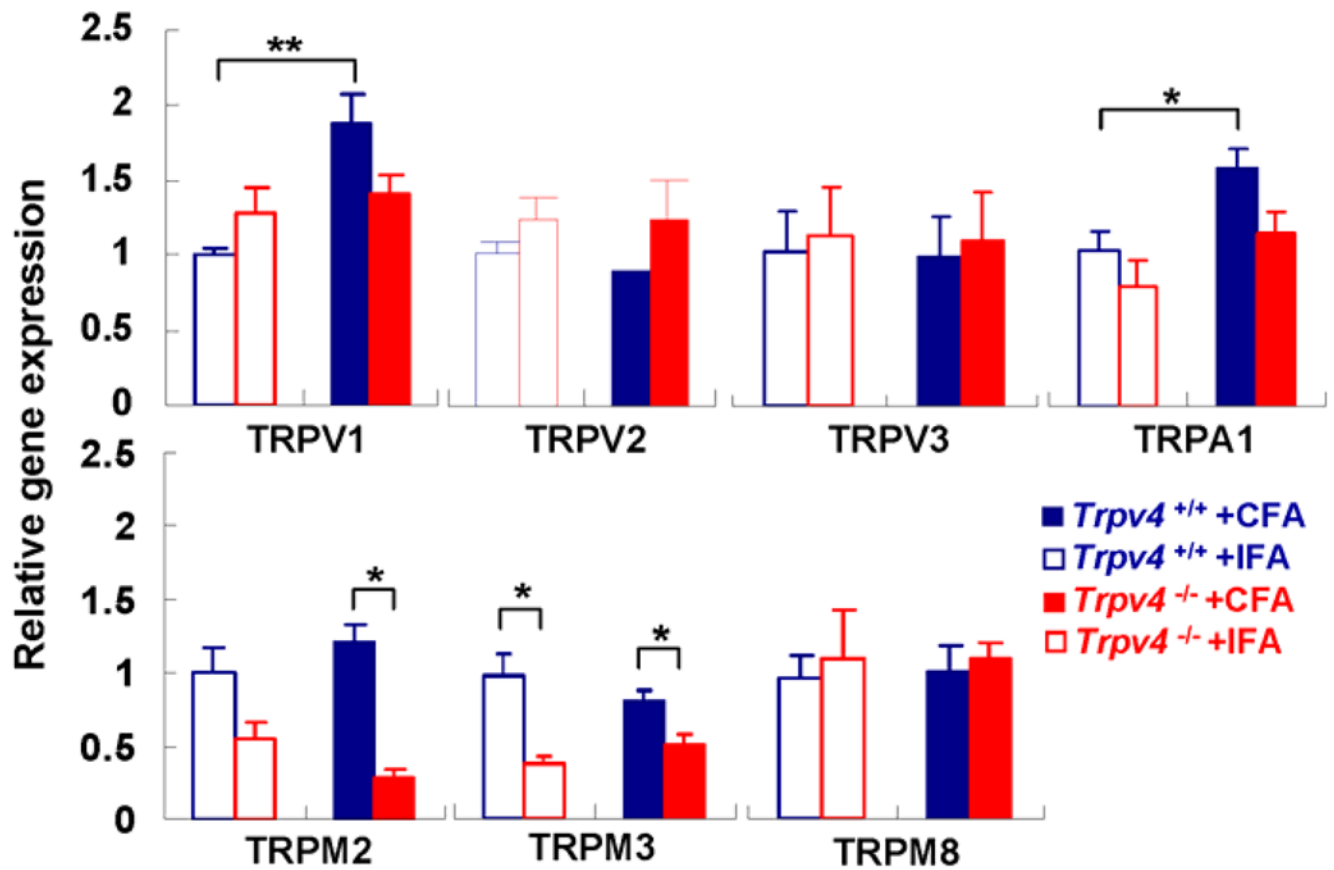 Relative gene expression
2.5
2
1.5
1
0.5
0
**
*
TRPV1
TRPV2
TRPV3
TRPA1
2.5
2
1.5
1
0.5
0
*
*
*
TRPM2
TRPM3
TRPM8
Trpv4 +/+ +CFA
Trpv4 +/+ +IFA
Trpv4 -/- +CFA
Trpv4 -/- +IFA